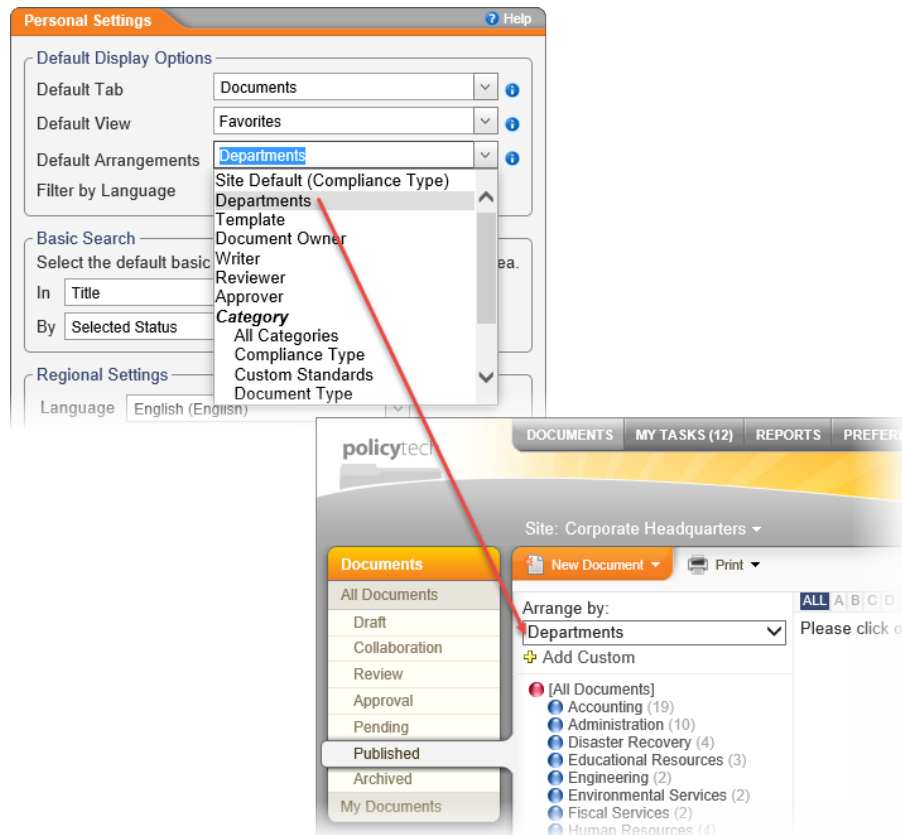 Personal Settings
Help
Default Display Options
Default Tab Documents
Default View Favorites
Default Arrangements Departments
Filter by Language
Site Default (Compliance Type)
Departments
Template
Document Owner
Writer
Reviewer
Approver
Category
All Categories
Compliance Type
Custom Standards
Document Type
Basic Search
Select the default basic ea.
In Title
By Selected Status
Regional Settings
Language English (English)
policytech
DOCUMENTS MY TASKS (12) REPORTS PREFER
Site: Corporate Headquarters
Documents
All Documents
Draft
Collaboration
Review
Approval
Pending
Published
Archived
My Documents
New Document Print
Arrange by:
Departments
Add Custom
[All Documents]
Accounting (19)
Administration (10)
Disaster Recovery (4)
Educational Resources (3)
Engineering (2)
Environmental Services (2)
Fiscal Services (2)
Human Resources (4)
ALL A B C D
Please click o